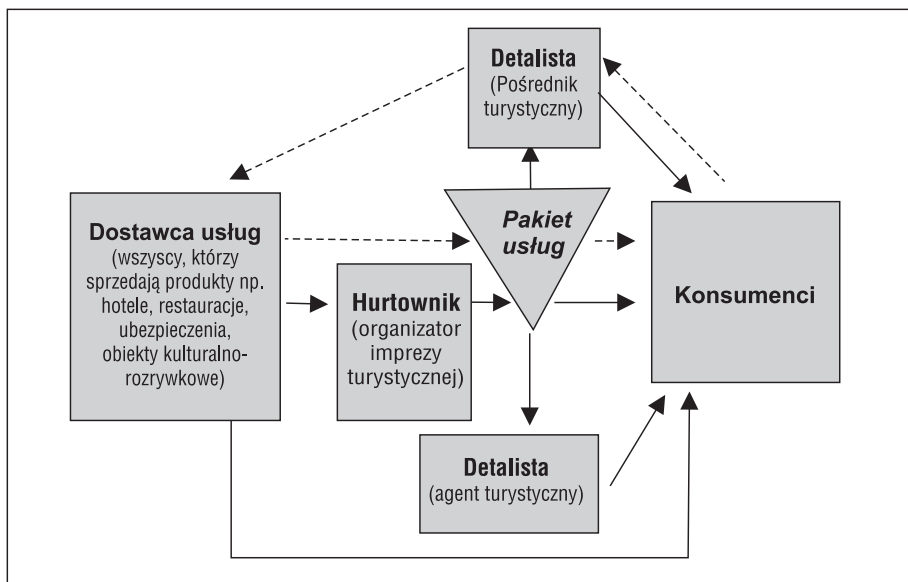 Detalista
(Pośrednik
turystyczny)
Dostawca usług
(wszyscy, którzy
sprzedają produkty np.
hotele, restauracje,
ubezpieczenia,
obiekty kulturalno-
rozrywkowe)
Pakiet
usług
Hurtownik
(organizator
imprezy
turystycznej)
Konsumenci
Detalista
(agent turystyczny)